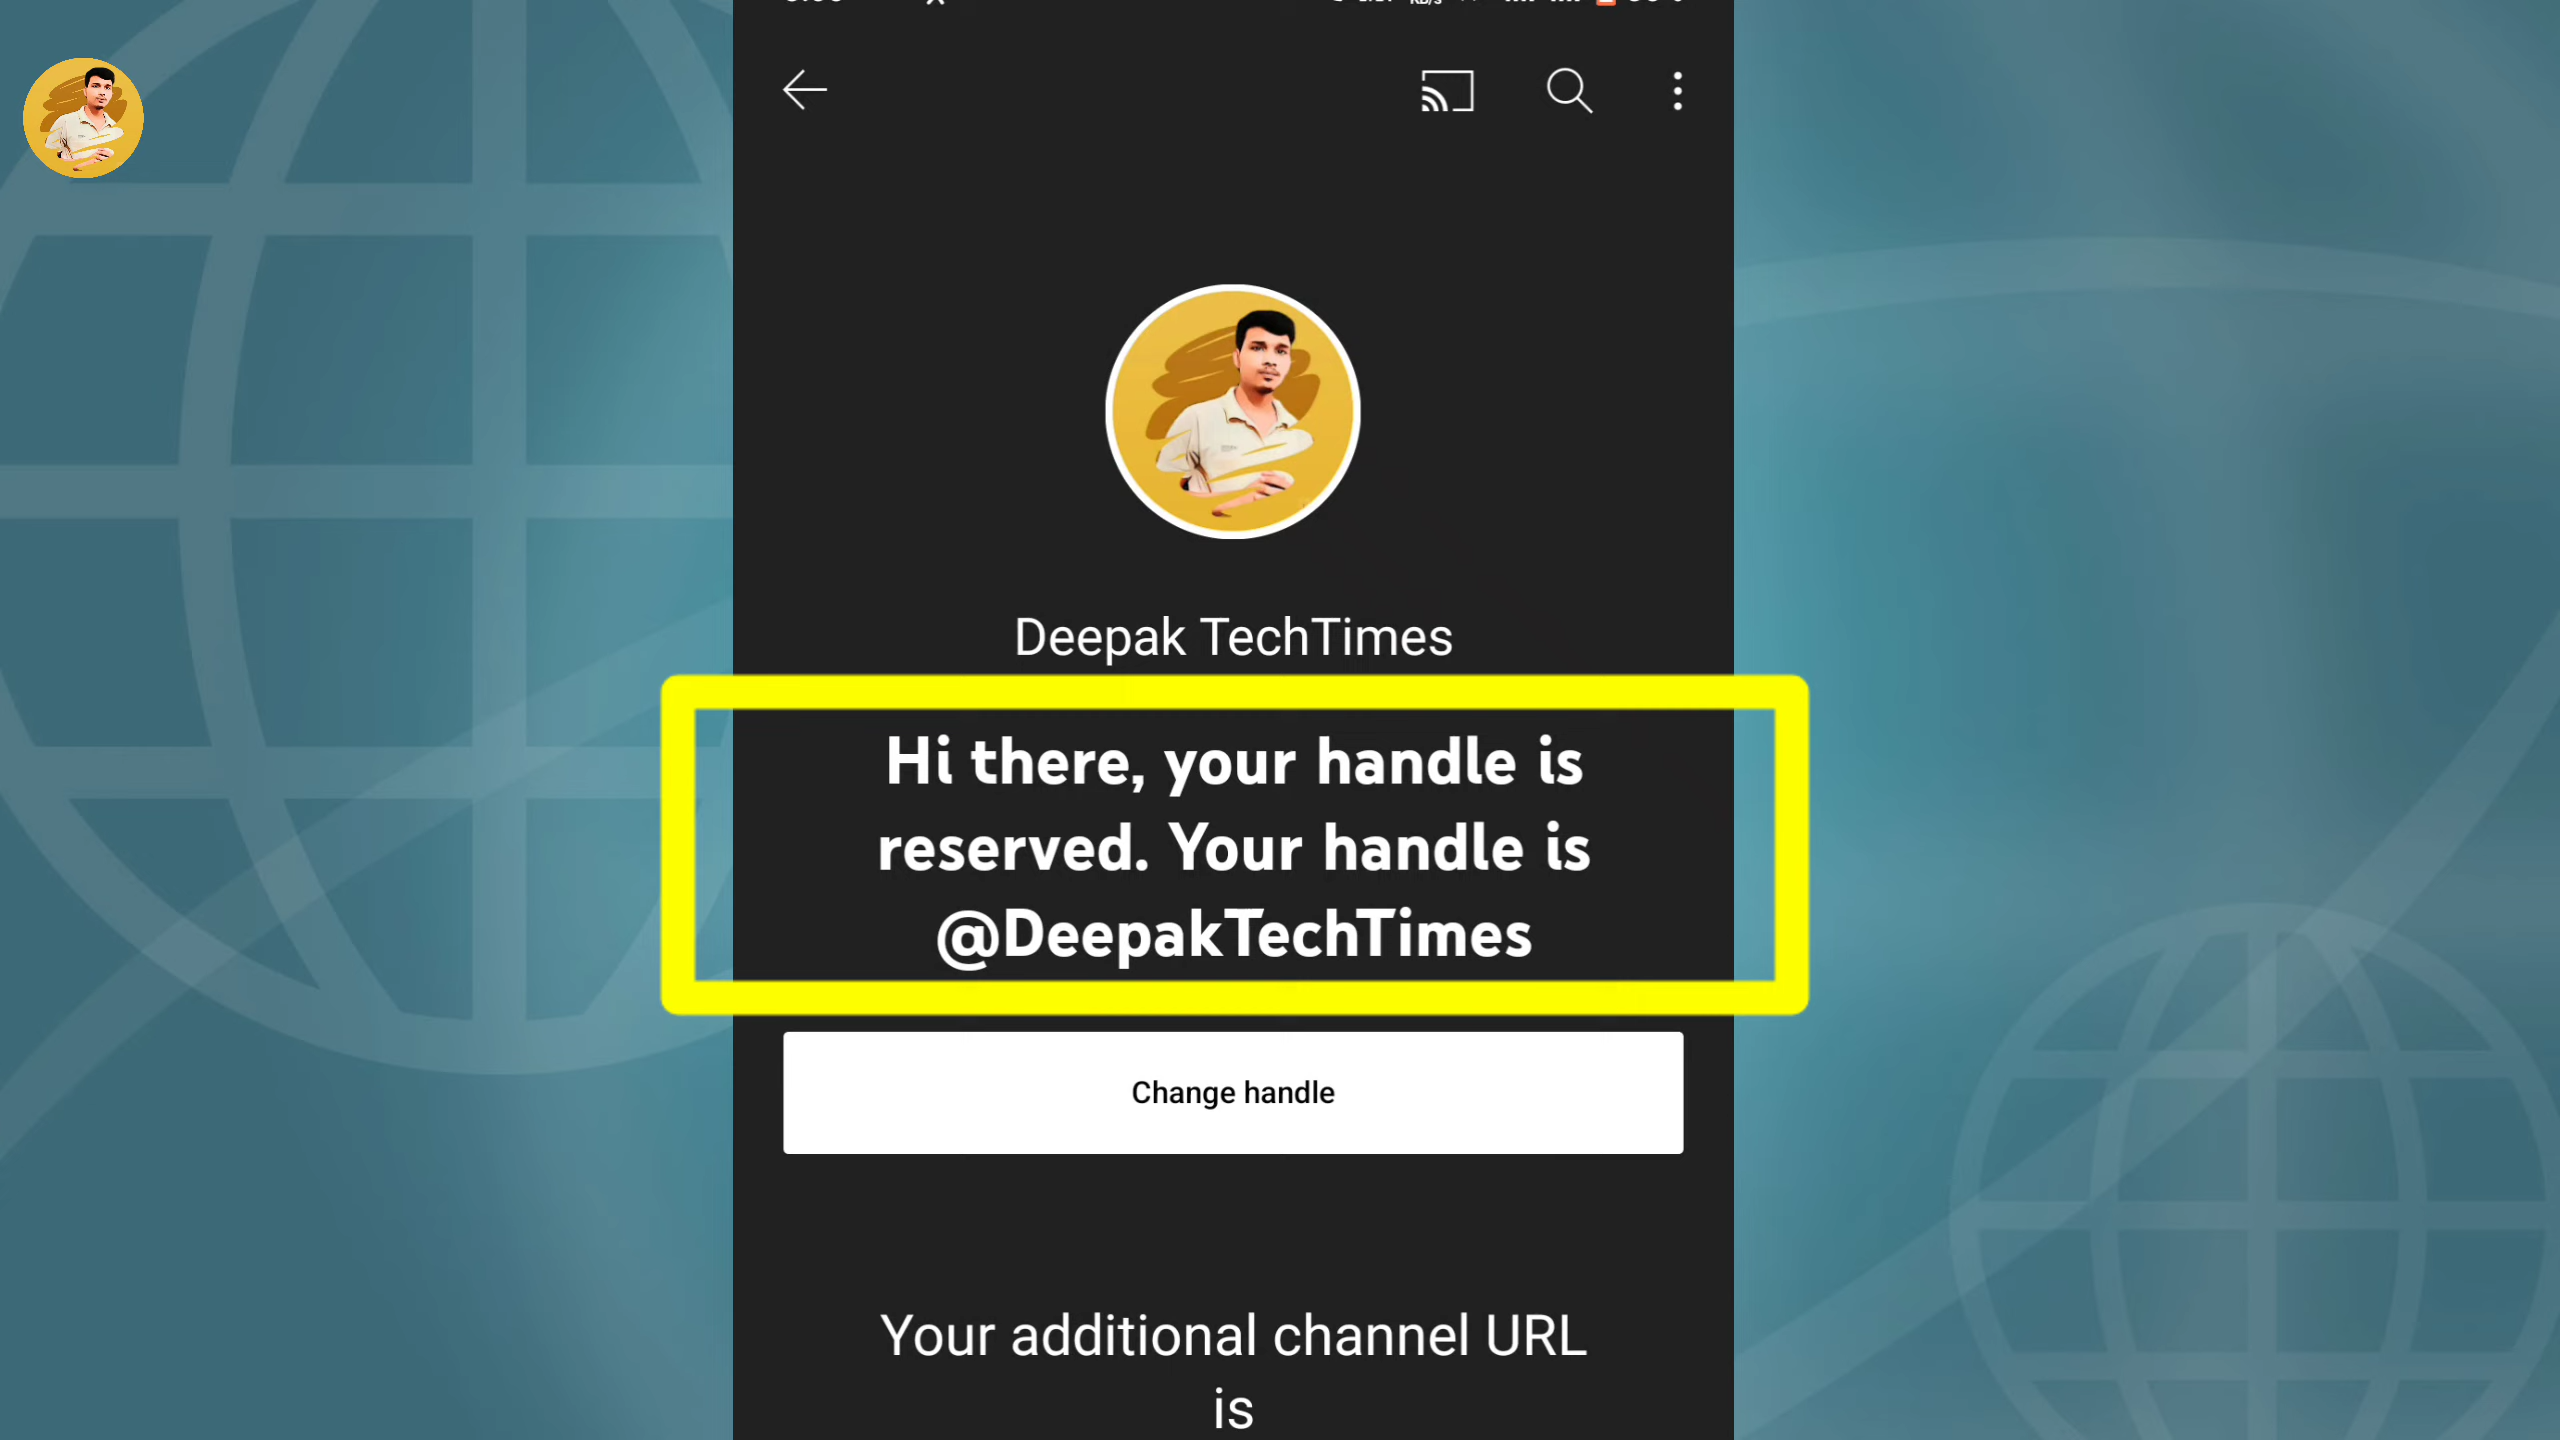 Deepak TechTimes
Hi there, your handle is
reserved. Your handle is
@DeepakTechTimes
Change handle
Your additional channel URL
is